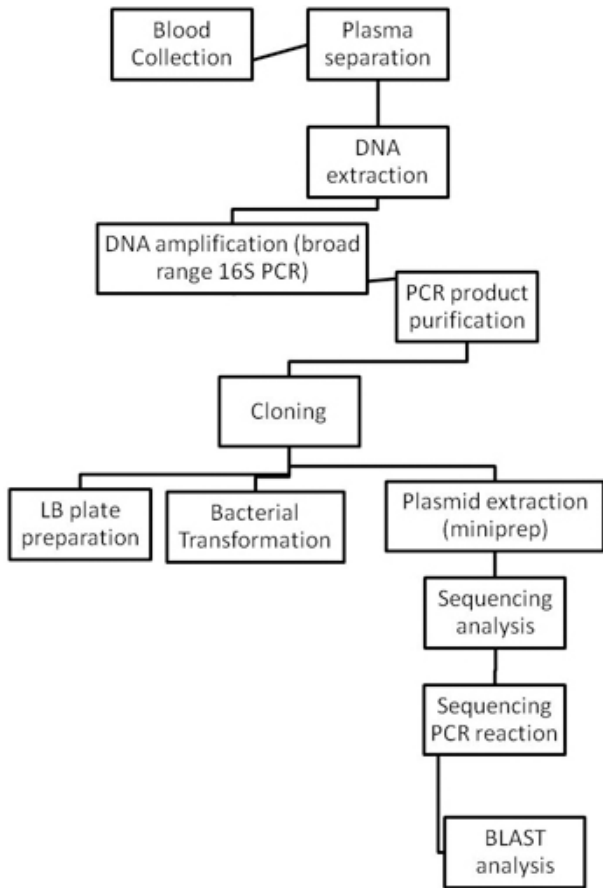 Blood
Collection
Plasma
separation
DNA
extraction
DNA amplification (broad
range 16S PCR)
PCR product
purification
Cloning
LB plate
preparation
Bacterial
Transformation
Plasmid extraction
(miniprep)
Sequencing
analysis
Sequencing
PCR reaction
BLAST
analysis